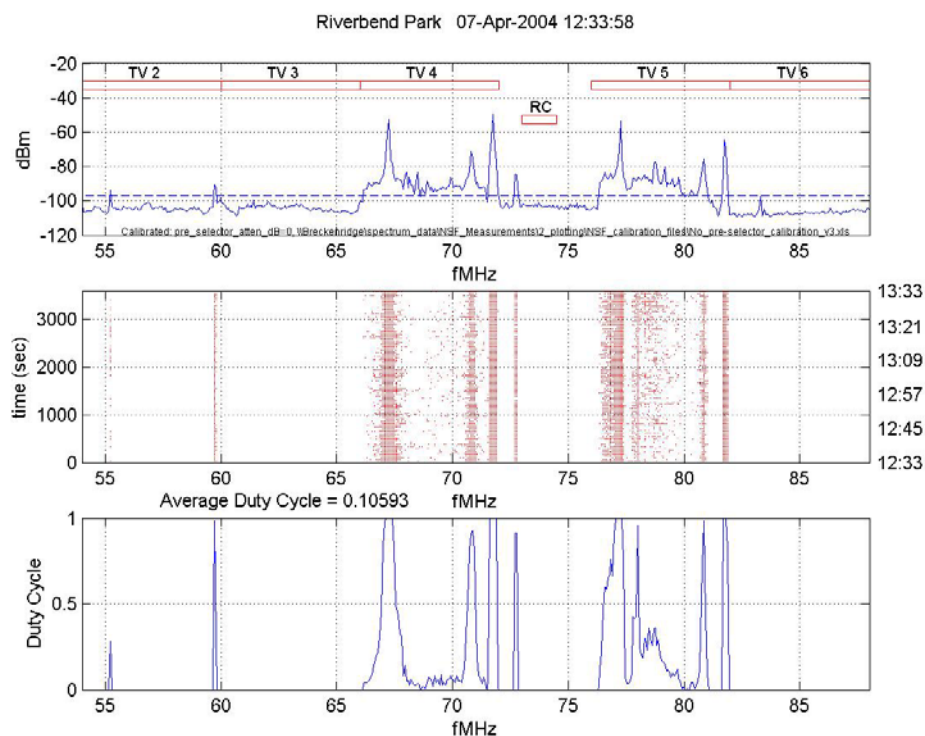 Riverbend Park 07-Apr-2004 12:33:58
-20
TV 2 TV 3 TV 4 TV 5 TV 6
-40
RC
-60
-80
-100
-120
dBm
Calibrated: pre_selector_atten_dB=0, \\Breckenridge\spectrum_data\NSF_Measurements\2_plotting\NSF_calibration_files\No_pre-selector_calibration_v3.xls
55 60 65 70 75 80 85
fMHz
3000
2000
1000
0
time (sec)
13:33
13:21
13:09
12:57
12:45
12:33
55 60 65 70 75 80 85
fMHz
Average Duty Cycle = 0.10593
1
0.5
0
Duty Cycle
55 60 65 70 75 80 85
fMHz